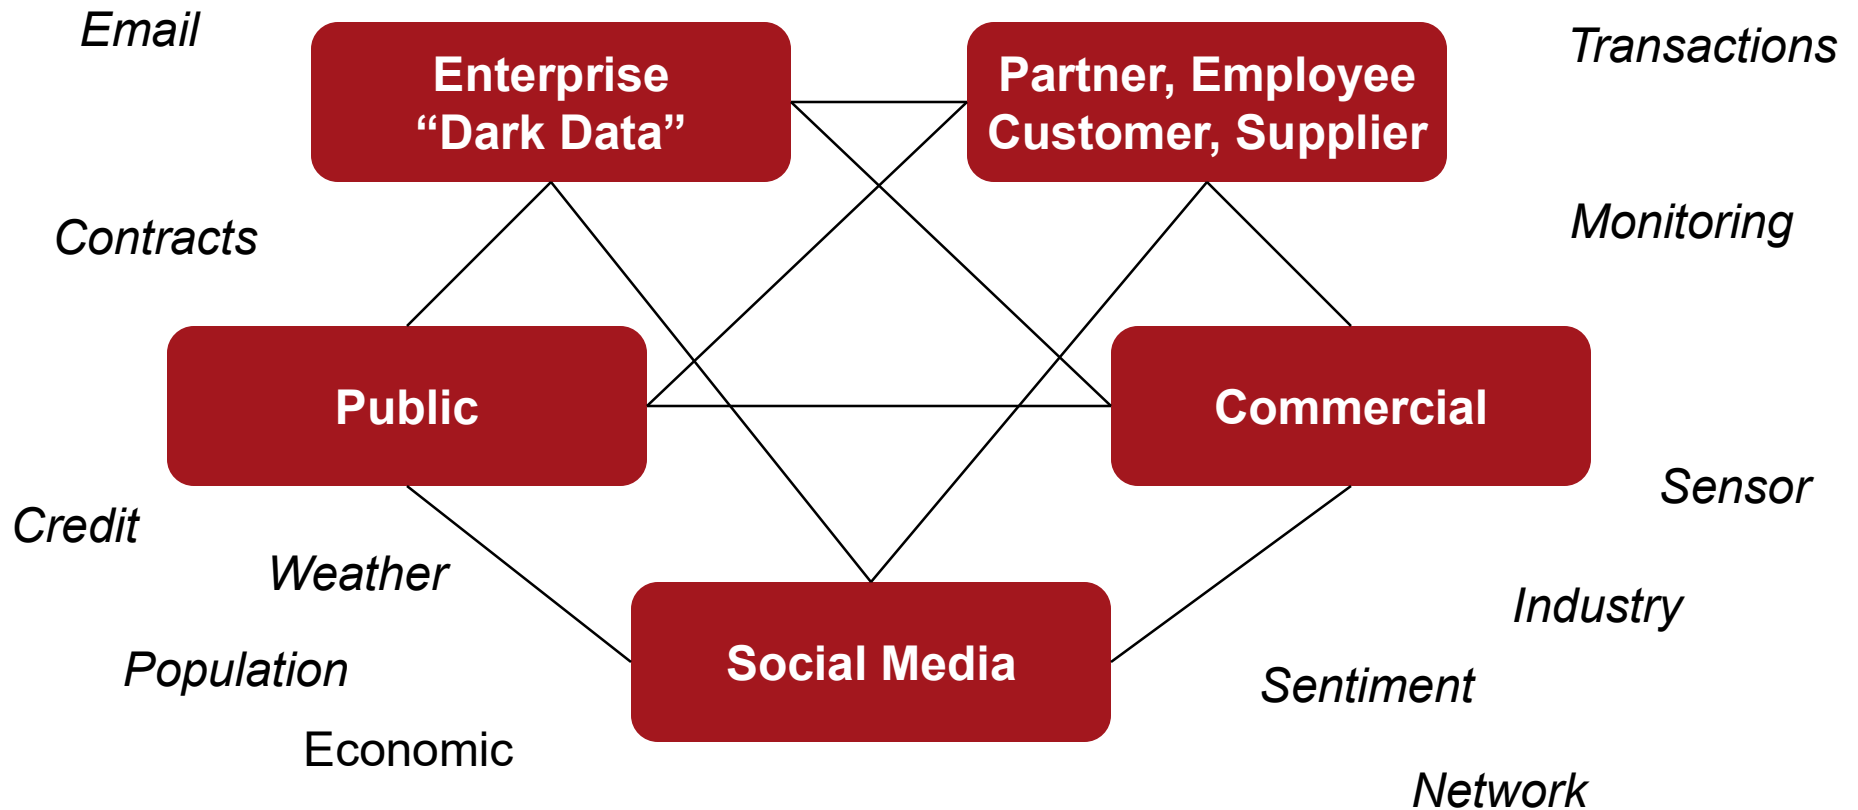 Email
Enterprise
“Dark Data”
Partner, Employee
Customer, Supplier
Transactions
Contracts
Monitoring
Public
Commercial
Credit
Sensor
Weather
Industry
Population
Social Media
Sentiment
Economic
Network